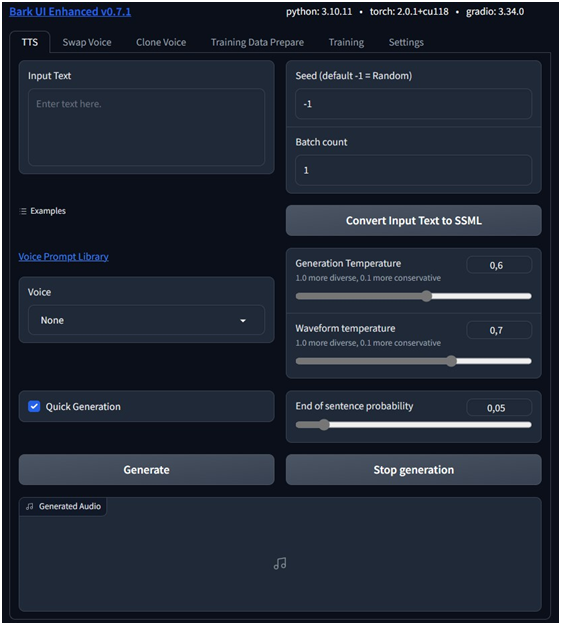 Bark UI Enhanced v0.7.1
python: 3.10.11 • torch: 2.0.1+cu118 • gradio: 3.34.0
TTS Swap Voice Clone Voice Training Data Prepare Training Settings
Input Text
Enter text here.
Seed (default -1 = Random)
-1
Batch count
1
Examples
Convert Input Text to SSML
Voice Prompt Library
Voice
None
Generation Temperature
0,6
1.0 more diverse, 0.1 more conservative
Waveform temperature
0,7
1.0 more diverse, 0.1 more conservative
Quick Generation
End of sentence probability
0,05
Generate
Stop generation
Generated Audio